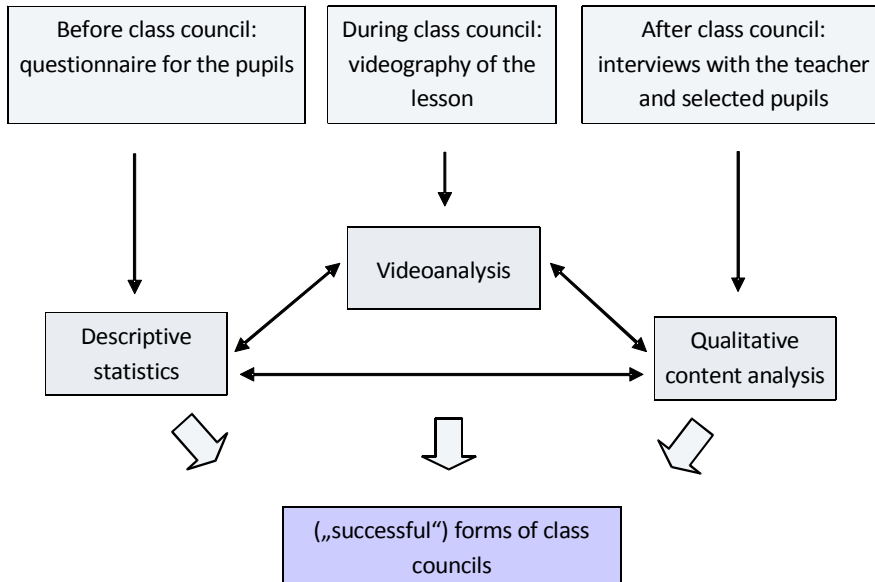 Before class council:
questionnaire for the pupils
During class council:
videography of the
lesson
After class council:
interviews with the teacher
and selected pupils
Videoanalysis
Descriptive
statistics
Qualitative
content analysis
(„successful“) forms of class
councils